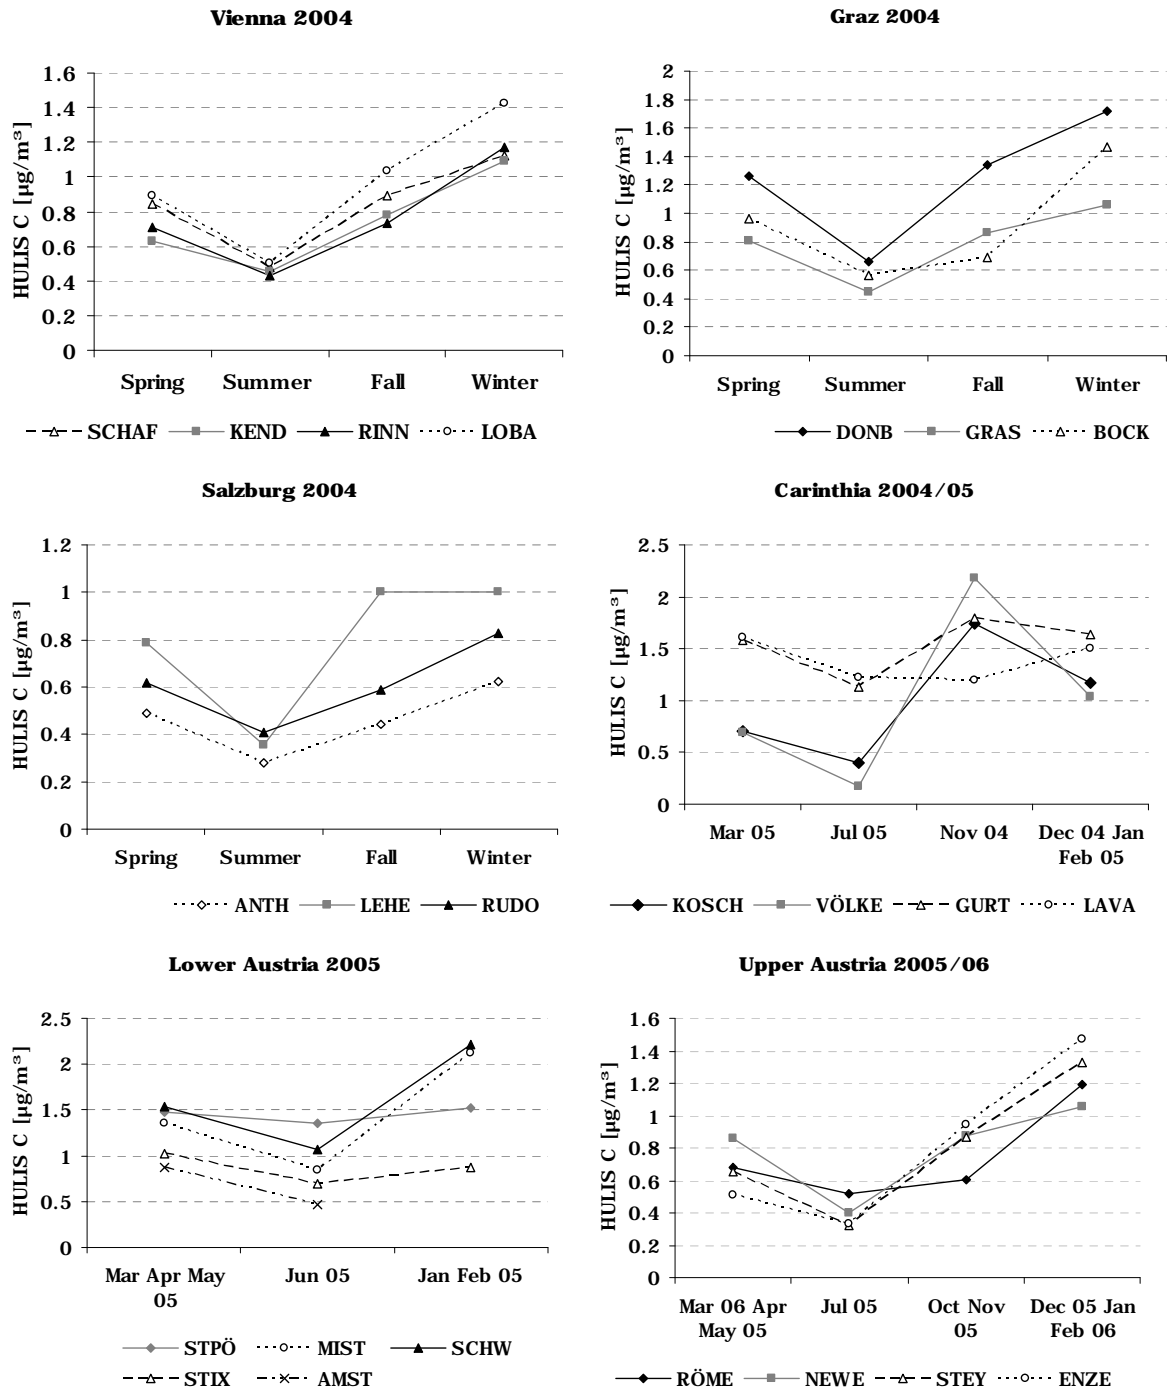 Vienna 2004
HULIS C [µg/m³]
1.6
1.4
1.2
1
0.8
0.6
0.4
0.2
0
Spring Summer Fall Winter
SCHAF KEND RINN LOBA
Graz 2004
HULIS C [µg/m³]
2
1.8
1.6
1.4
1.2
1
0.8
0.6
0.4
0.2
0
Spring Summer Fall Winter
DONB GRAS BOCK
Salzburg 2004
HULIS C [µg/m³]
1.2
1
0.8
0.6
0.4
0.2
0
Spring Summer Fall Winter
ANTH LEHE RUDO
Carinthia 2004/05
HULIS C [µg/m³]
2.5
2
1.5
1
0.5
0
Mar 05 Jul 05 Nov 04 Dec 04 Jan
Feb 05
KOSCH VÖLKE GURT LAVA
Lower Austria 2005
HULIS C [µg/m³]
2.5
2
1.5
1
0.5
0
Mar Apr May Jun 05 Jan Feb 05
05
STPÖ MIST SCHW
STIX AMST
Upper Austria 2005/06
HULIS C [µg/m³]
1.6
1.4
1.2
1
0.8
0.6
0.4
0.2
0
Mar 06 Apr Jul 05 Oct Nov Dec 05 Jan
May 05 05 Feb 06
RÖME NEWE STEY ENZE